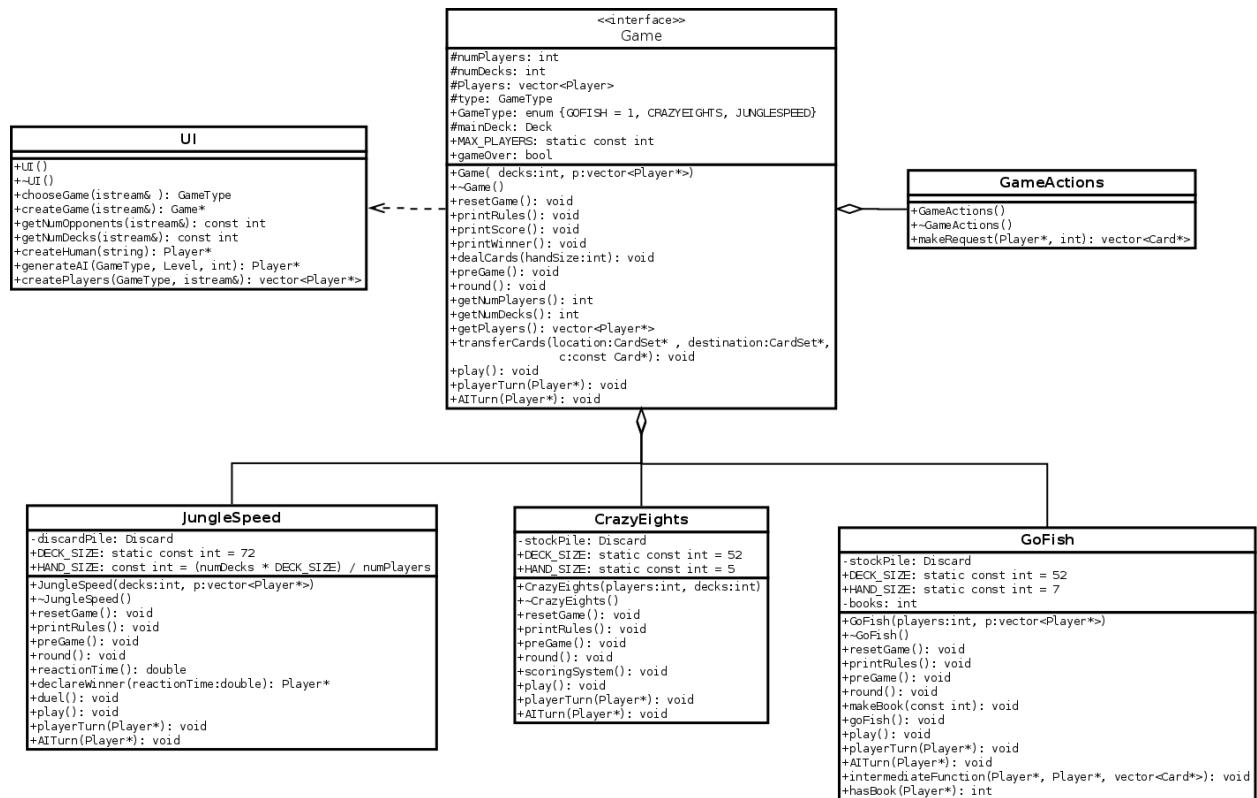 <<interface>>
Game
#numPlayers: int
#numDecks: int
#Players: vector<Player>
#type: GameType
+GameType: enum {GOFISH = 1, CRAZYEIGHTS, JUNGLESPEED}
#mainDeck: Deck
+MAX_PLAYERS: static const int
+gameOver: bool
+Game( decks:int, p:vector<Player*>)
+~Game()
+resetGame(): void
+printRules(): void
+printScore(): void
+printWinner(): void
+dealCards(handSize:int): void
+preGame(): void
+round(): void
+getNumPlayers(): int
+getNumDecks(): int
+getPlayers(): vector<Player*>
+transferCards(location:CardSet* , destination:CardSet*,
c:const Card*): void
+play(): void
+playerTurn(Player*): void
+AITurn(Player*): void
UI
+UI()
+~UI()
+chooseGame(istream& ): GameType
+createGame(istream&): Game*
+getNumOpponents(istream&): const int
+getNumDecks(istream&): const int
+createHuman(string): Player*
+generateAI(GameType, Level, int): Player*
+createPlayers(GameType, istream&): vector<Player*>
GameActions
+GameActions()
+~GameActions()
+makeRequest(Player*, int): vector<Card*>
JungleSpeed
-discardPile: Discard
+DECK_SIZE: static const int = 72
+HAND_SIZE: const int = (numDecks * DECK_SIZE) / numPlayers
+JungleSpeed(decks:int, p:vector<Player*>)
+~JungleSpeed()
+resetGame(): void
+printRules(): void
+preGame(): void
+round(): void
+reactionTime(): double
+declareWinner(reactionTime:double): Player*
+duel(): void
+play(): void
+playerTurn(Player*): void
+AITurn(Player*): void
CrazyEights
-stockPile: Discard
+DECK_SIZE: static const int = 52
+HAND_SIZE: static const int = 5
+CrazyEights(players:int, decks:int)
+~CrazyEights()
+resetGame(): void
+printRules(): void
+preGame(): void
+round(): void
+scoringSystem(): void
+play(): void
+playerTurn(Player*): void
+AITurn(Player*): void
GoFish
-stockPile: Discard
+DECK_SIZE: static const int = 52
+HAND_SIZE: static const int = 7
-books: int
+GoFish(players:int, p:vector<Player*>)
+~GoFish()
+resetGame(): void
+printRules(): void
+preGame(): void
+round(): void
+makeBook(const int): void
+goFish(): void
+play(): void
+playerTurn(Player*): void
+AITurn(Player*): void
+intermediateFunction(Player*, Player*, vector<Card*>): void
+hasBook(Player*): int